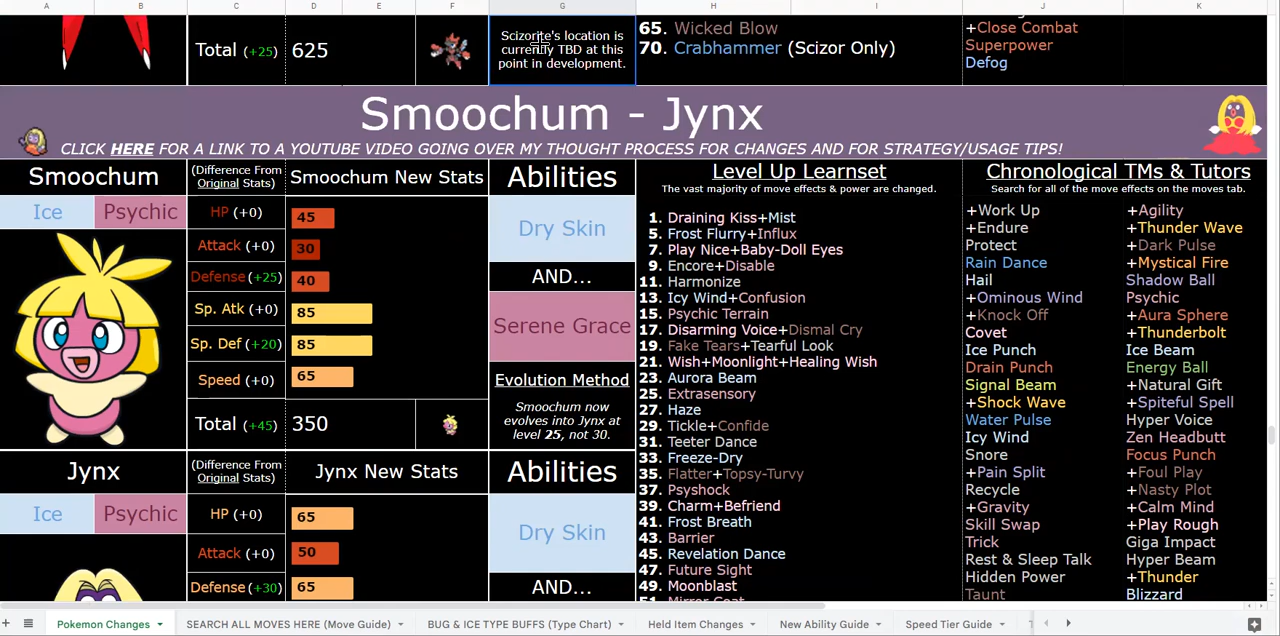 A B C D E F G H I J K
Total (+25) 625
Scizorite's location is
currently TBD at this
point in development.
65. Wicked Blow
70. Crabhammer (Scizor Only)
+Close Combat
Superpower
Defog
Smoochum - Jynx
CLICK HERE FOR A LINK TO A YOUTUBE VIDEO GOING OVER MY THOUGHT PROCESS FOR CHANGES AND FOR STRATEGY/USAGE TIPS!
Smoochum
Ice Psychic
(Difference From
Original Stats)
Smoochum New Stats
HP (+0) 45
Attack (+0) 30
Defense (+25) 40
Sp. Atk (+0) 85
Sp. Def (+20) 85
Speed (+0) 65
Total (+45) 350
Abilities
Dry Skin
AND...
Serene Grace
Evolution Method
Smoochum now
evolves into Jynx at
level 25, not 30.
Jynx
Ice Psychic
(Difference From
Original Stats)
Jynx New Stats
HP (+0) 65
Attack (+0) 50
Defense (+30) 65
Abilities
Dry Skin
AND...
Level Up Learnset
The vast majority of move effects & power are changed.
1. Draining Kiss+Mist
5. Frost Flurry+Influx
7. Play Nice+Baby-Doll Eyes
9. Encore+Disable
11. Harmonize
13. Icy Wind+Confusion
15. Psychic Terrain
17. Disarming Voice+Dismal Cry
19. Fake Tears+Tearful Look
21. Wish+Moonlight+Healing Wish
23. Aurora Beam
25. Extrasensory
27. Haze
29. Tickle+Confide
31. Teeter Dance
33. Freeze-Dry
35. Flatter+Topsy-Turvy
37. Psyshock
39. Charm+Befriend
41. Frost Breath
43. Barrier
45. Revelation Dance
47. Future Sight
49. Moonblast
51. Mirror Coat
Chronological TMs & Tutors
Search for all of the move effects on the moves tab.
+Work Up
+Endure
Protect
Rain Dance
Hail
+Ominous Wind
+Knock Off
Covet
Ice Punch
Drain Punch
Signal Beam
+Shock Wave
Water Pulse
Icy Wind
Snore
+Pain Split
Recycle
+Gravity
Skill Swap
Trick
Rest & Sleep Talk
Hidden Power
Taunt
+Agility
+Thunder Wave
+Dark Pulse
+Mystical Fire
Shadow Ball
Psychic
+Aura Sphere
+Thunderbolt
Ice Beam
Energy Ball
+Natural Gift
+Spiteful Spell
Hyper Voice
Zen Headbutt
Focus Punch
+Foul Play
+Nasty Plot
+Calm Mind
+Play Rough
Giga Impact
Hyper Beam
+Thunder
Blizzard
Pokemon Changes SEARCH ALL MOVES HERE (Move Guide) BUG & ICE TYPE BUFFS (Type Chart) Held Item Changes New Ability Guide Speed Tier Guide